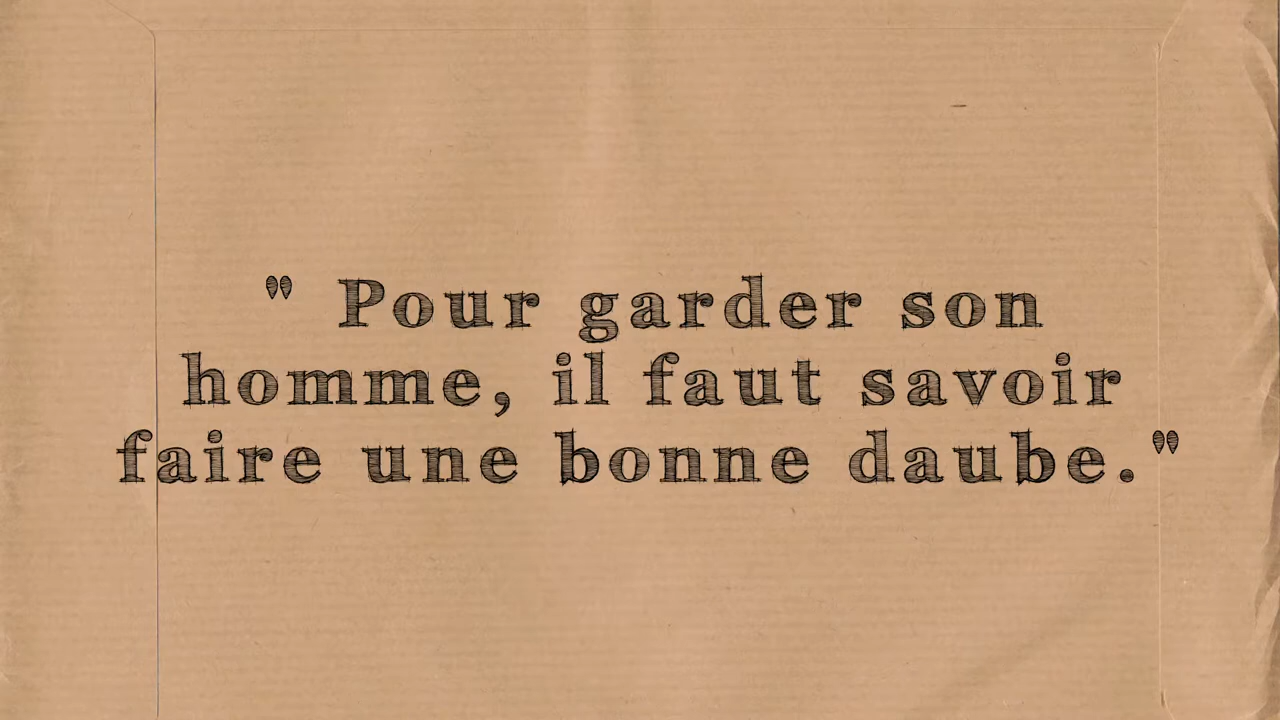 " Pour garder son
homme, il faut savoir
faire une bonne daube."